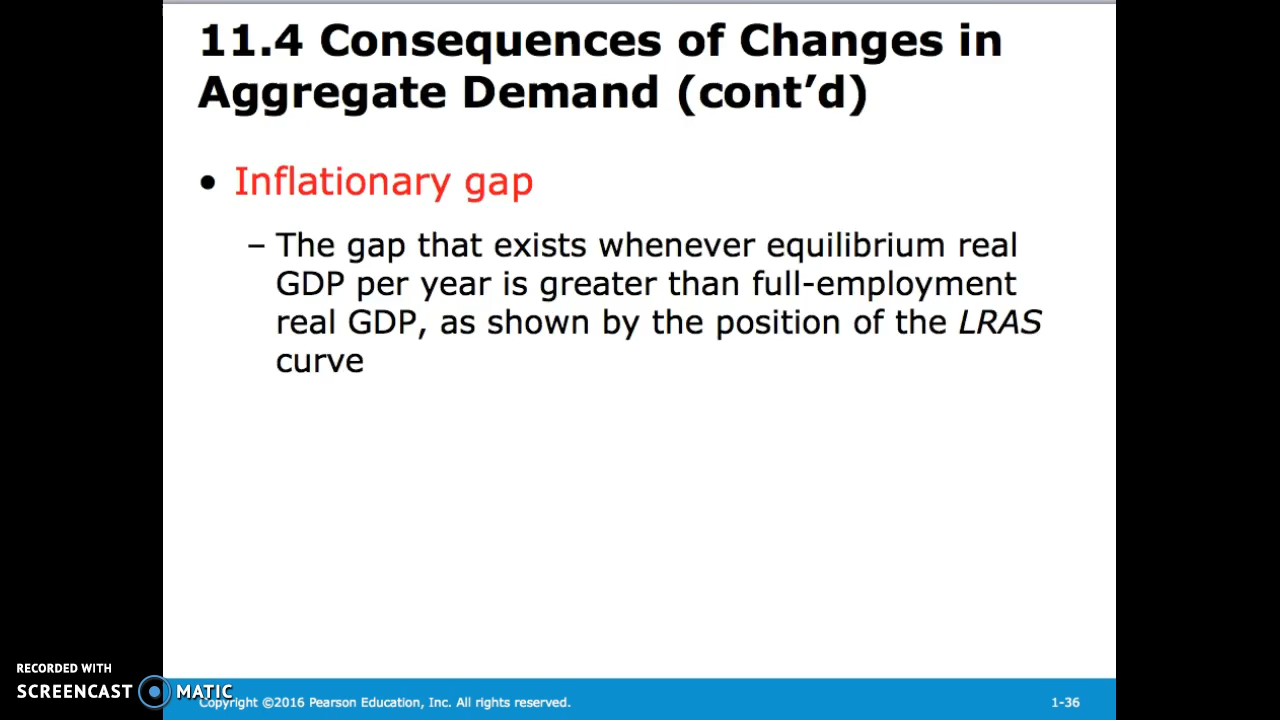 11.4 Consequences of Changes in
Aggregate Demand (cont’d)
• Inflationary gap
– The gap that exists whenever equilibrium real
GDP per year is greater than full-employment
real GDP, as shown by the position of the LRAS
curve
RECORDED WITH
SCREENCAST MATIC
Copyright ©2016 Pearson Education, Inc. All rights reserved.
1-36